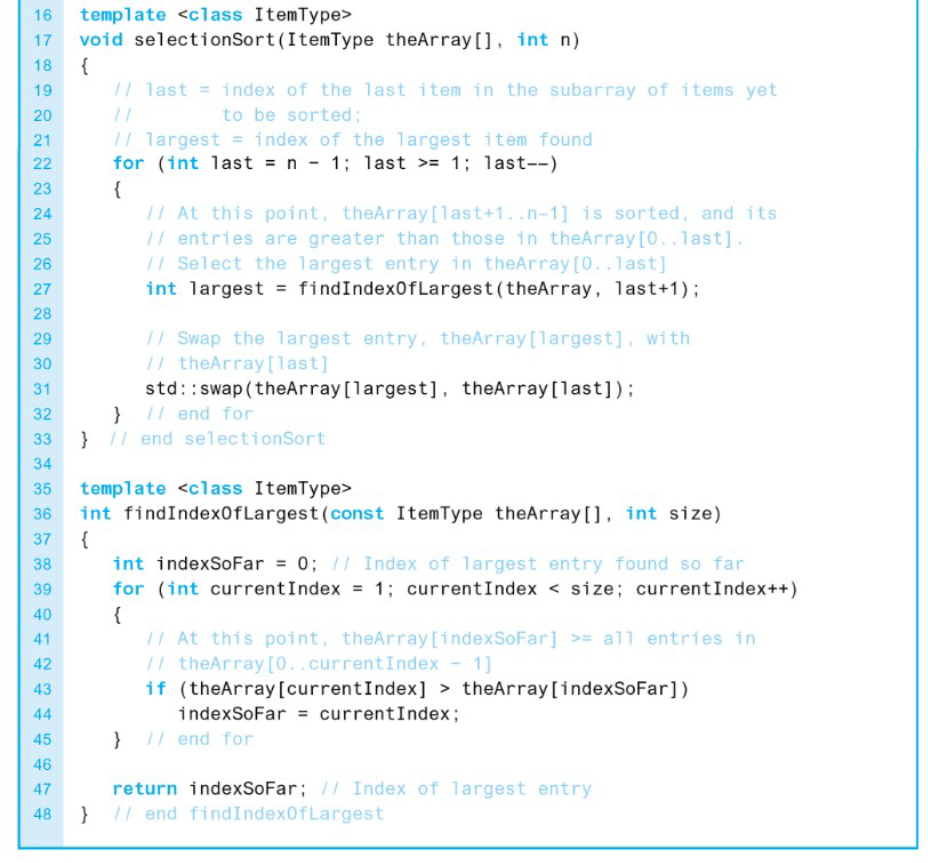 16 template <class ItemType>
17 void selectionSort(ItemType theArray[], int n)
18 {
19 // last = index of the last item in the subarray of items yet
20 // to be sorted;
21 // largest = index of the largest item found
22 for (int last = n - 1; last >= 1; last--)
23 {
24 // At this point, theArray[last+1..n-1] is sorted, and its
25 // entries are greater than those in theArray[0..last].
26 // Select the largest entry in theArray[0..last]
27 int largest = findIndexOfLargest(theArray, last+1);
28
29 // Swap the largest entry, theArray[largest], with
30 // theArray[last]
31 std::swap(theArray[largest], theArray[last]);
32 } // end for
33 } // end selectionSort
34
35 template <class ItemType>
36 int findIndexOfLargest(const ItemType theArray[], int size)
37 {
38 int indexSoFar = 0; // Index of largest entry found so far
39 for (int currentIndex = 1; currentIndex < size; currentIndex++)
40 {
41 // At this point, theArray[indexSoFar] >= all entries in
42 // theArray[0..currentIndex - 1]
43 if (theArray[currentIndex] > theArray[indexSoFar])
44 indexSoFar = currentIndex;
45 } // end for
46
47 return indexSoFar; // Index of largest entry
48 } // end findIndexOfLargest